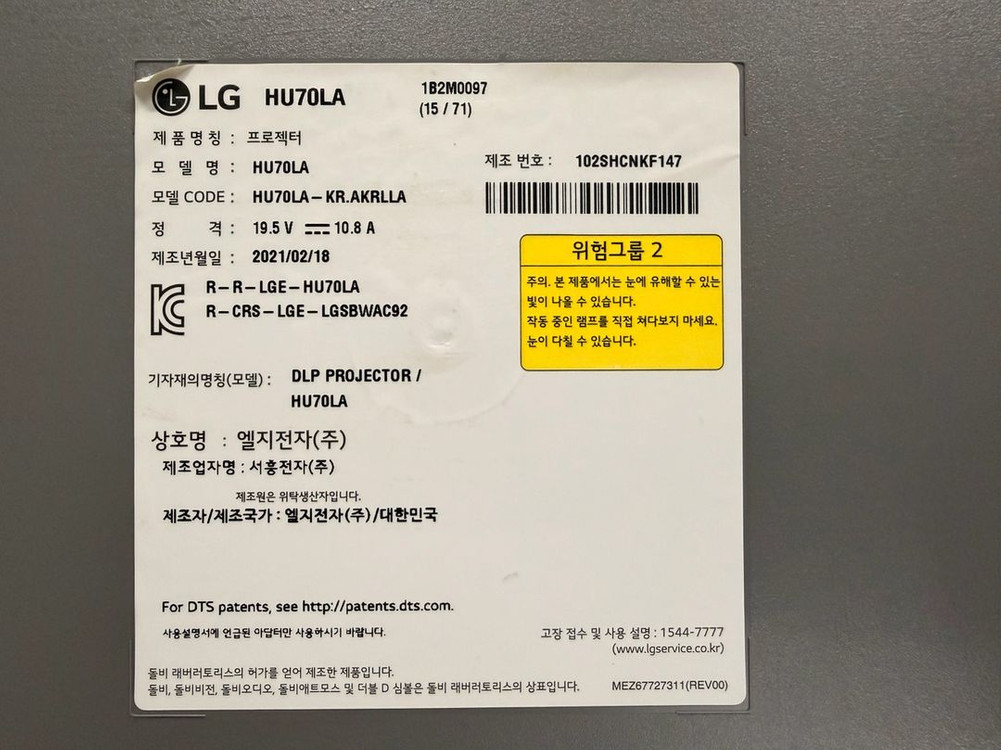 LG HU70LA 1B2M0097
(15 / 71)
제 품 명 칭 : 프로젝터
모 델 명 : HU70LA
제조 번호 : 102SHCNKF147
모델 CODE : HU70LA-KR.AKRLLA
정 격 : 19.5 V ⎓ 10.8 A
제조년월일 : 2021/02/18
R-R-LGE-HU70LA
R-CRS-LGE-LGSBWAC92
위험그룹 2
주의. 본 제품에서는 눈에 유해할 수 있는
빛이 나올 수 있습니다.
작동 중인 램프를 직접 쳐다보지 마세요.
눈이 다칠 수 있습니다.
기자재의명칭(모델) : DLP PROJECTOR /
HU70LA
상호명 : 엘지전자(주)
제조업자명 : 서흥전자(주)
제조원은 위탁생산자입니다.
제조자/제조국가 : 엘지전자(주)/대한민국
For DTS patents, see http://patents.dts.com.
사용설명서에 언급된 아답터만 사용하시기 바랍니다.
고장 접수 및 사용 설명 : 1544-7777
(www.lgservice.co.kr)
돌비 래버러토리스의 허가를 얻어 제조한 제품입니다.
돌비, 돌비비전, 돌비오디오, 돌비애트모스 및 더블 D 심볼은 돌비 래버러토리스의 상표입니다.
MEZ67727311(REV00)